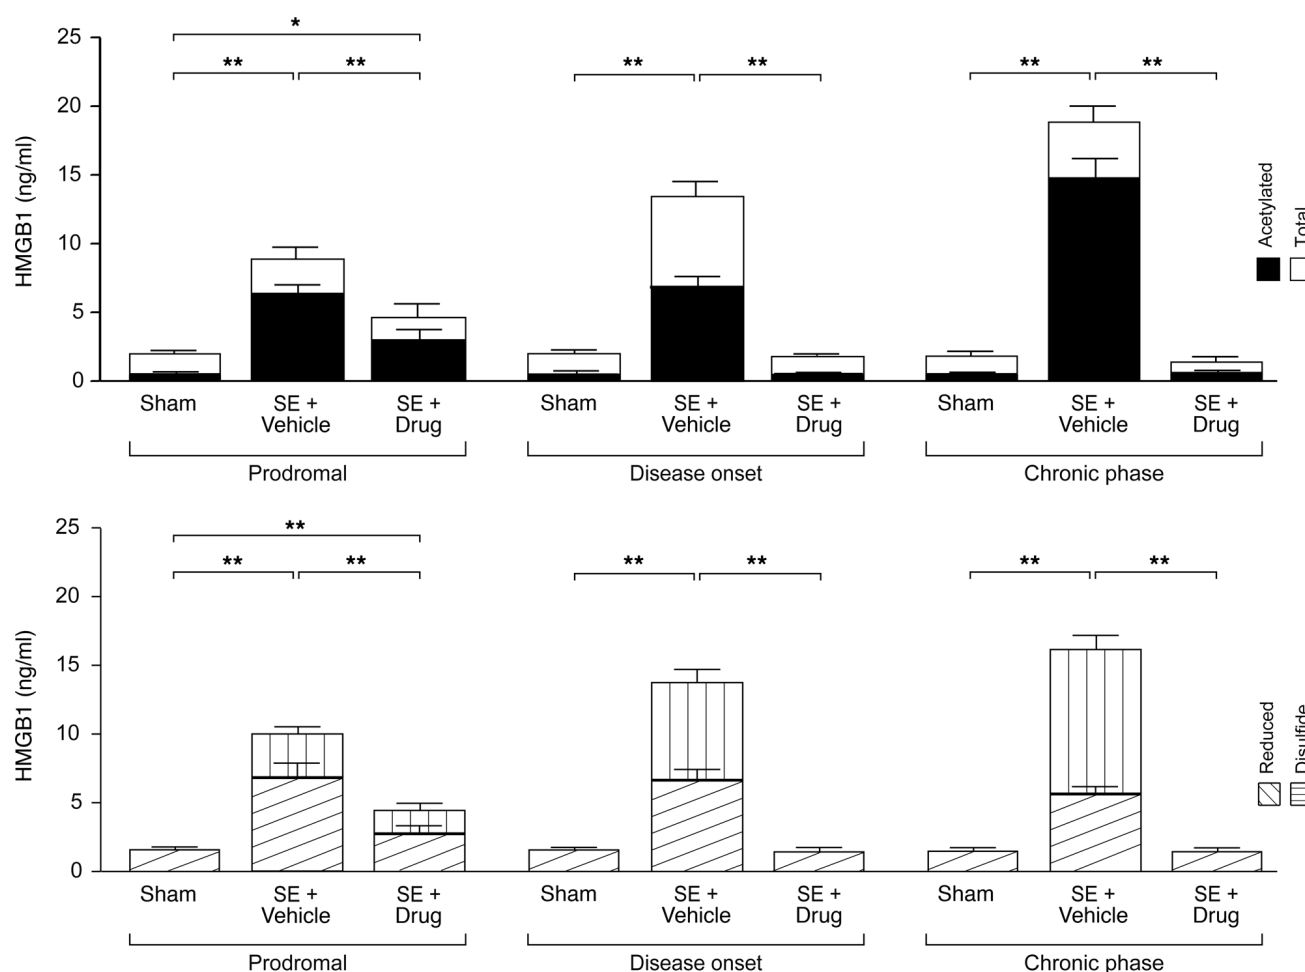 *
** **
** **
** **
25
20
15
10
5
0
HMGB1 (ng/ml)
Acetylated
Total
Sham
SE +
Vehicle
SE +
Drug
Sham
SE +
Vehicle
SE +
Drug
Sham
SE +
Vehicle
SE +
Drug
Prodromal
Disease onset
Chronic phase
**
** **
** **
** **
25
20
15
10
5
0
HMGB1 (ng/ml)
Reduced
Disulfide
Sham
SE +
Vehicle
SE +
Drug
Sham
SE +
Vehicle
SE +
Drug
Sham
SE +
Vehicle
SE +
Drug
Prodromal
Disease onset
Chronic phase